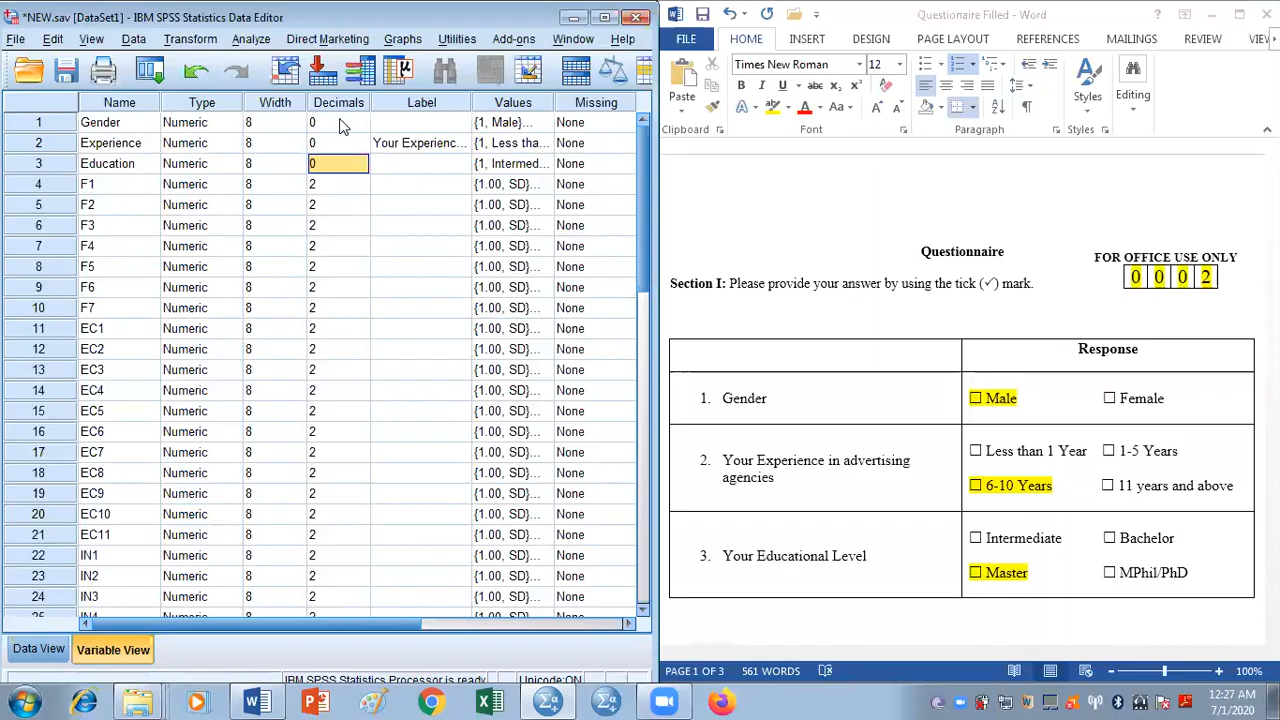 *NEW.sav [DataSet1] - IBM SPSS Statistics Data Editor
File Edit View Data Transform Analyze Direct Marketing Graphs Utilities Add-ons Window Help
Name Type Width Decimals Label Values Missing
1 Gender Numeric 8 0 {1, Male}... None
2 Experience Numeric 8 0 Your Experienc... {1, Less tha... None
3 Education Numeric 8 0 {1, Intermed... None
4 F1 Numeric 8 2 {1.00, SD}... None
5 F2 Numeric 8 2 {1.00, SD}... None
6 F3 Numeric 8 2 {1.00, SD}... None
7 F4 Numeric 8 2 {1.00, SD}... None
8 F5 Numeric 8 2 {1.00, SD}... None
9 F6 Numeric 8 2 {1.00, SD}... None
10 F7 Numeric 8 2 {1.00, SD}... None
11 EC1 Numeric 8 2 {1.00, SD}... None
12 EC2 Numeric 8 2 {1.00, SD}... None
13 EC3 Numeric 8 2 {1.00, SD}... None
14 EC4 Numeric 8 2 {1.00, SD}... None
15 EC5 Numeric 8 2 {1.00, SD}... None
16 EC6 Numeric 8 2 {1.00, SD}... None
17 EC7 Numeric 8 2 {1.00, SD}... None
18 EC8 Numeric 8 2 {1.00, SD}... None
19 EC9 Numeric 8 2 {1.00, SD}... None
20 EC10 Numeric 8 2 {1.00, SD}... None
21 EC11 Numeric 8 2 {1.00, SD}... None
22 IN1 Numeric 8 2 {1.00, SD}... None
23 IN2 Numeric 8 2 {1.00, SD}... None
24 IN3 Numeric 8 2 {1.00, SD}... None
25 IN4 Numeric 8 2 {1.00, SD}... None
Data View Variable View
IBM SPSS Statistics Processor is ready Unicode:ON
Questionaire Filled - Word
FILE HOME INSERT DESIGN PAGE LAYOUT REFERENCES MAILINGS REVIEW
Times New Roman 12
Paste Styles Editing
Clipboard Font Paragraph Styles
Questionnaire
FOR OFFICE USE ONLY
0 0 0 2
Section I: Please provide your answer by using the tick (✓) mark.
Response
1. Gender ☐ Male ☐ Female
2. Your Experience in advertising agencies
☐ Less than 1 Year ☐ 1-5 Years
☐ 6-10 Years ☐ 11 years and above
3. Your Educational Level
☐ Intermediate ☐ Bachelor
☐ Master ☐ MPhil/PhD
PAGE 1 OF 3 561 WORDS 100%
12:27 AM
7/1/2020